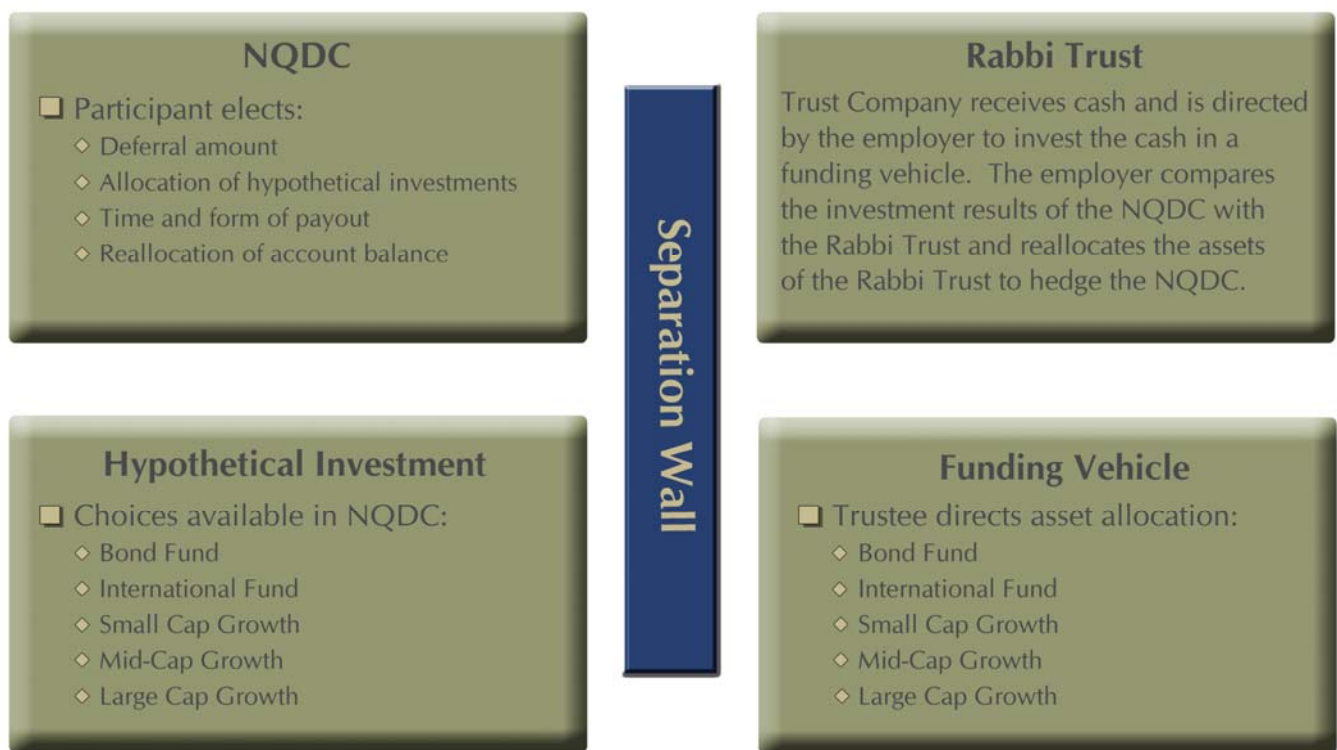 NQDC
Participant elects:
Deferral amount
Allocation of hypothetical investments
Time and form of payout
Reallocation of account balance
Hypothetical Investment
Choices available in NQDC:
Bond Fund
International Fund
Small Cap Growth
Mid-Cap Growth
Large Cap Growth
Separation Wall
Rabbi Trust
Trust Company receives cash and is directed
by the employer to invest the cash in a
funding vehicle.  The employer compares
the investment results of the NQDC with
the Rabbi Trust and reallocates the assets
of the Rabbi Trust to hedge the NQDC.
Funding Vehicle
Trustee directs asset allocation:
Bond Fund
International Fund
Small Cap Growth
Mid-Cap Growth
Large Cap Growth